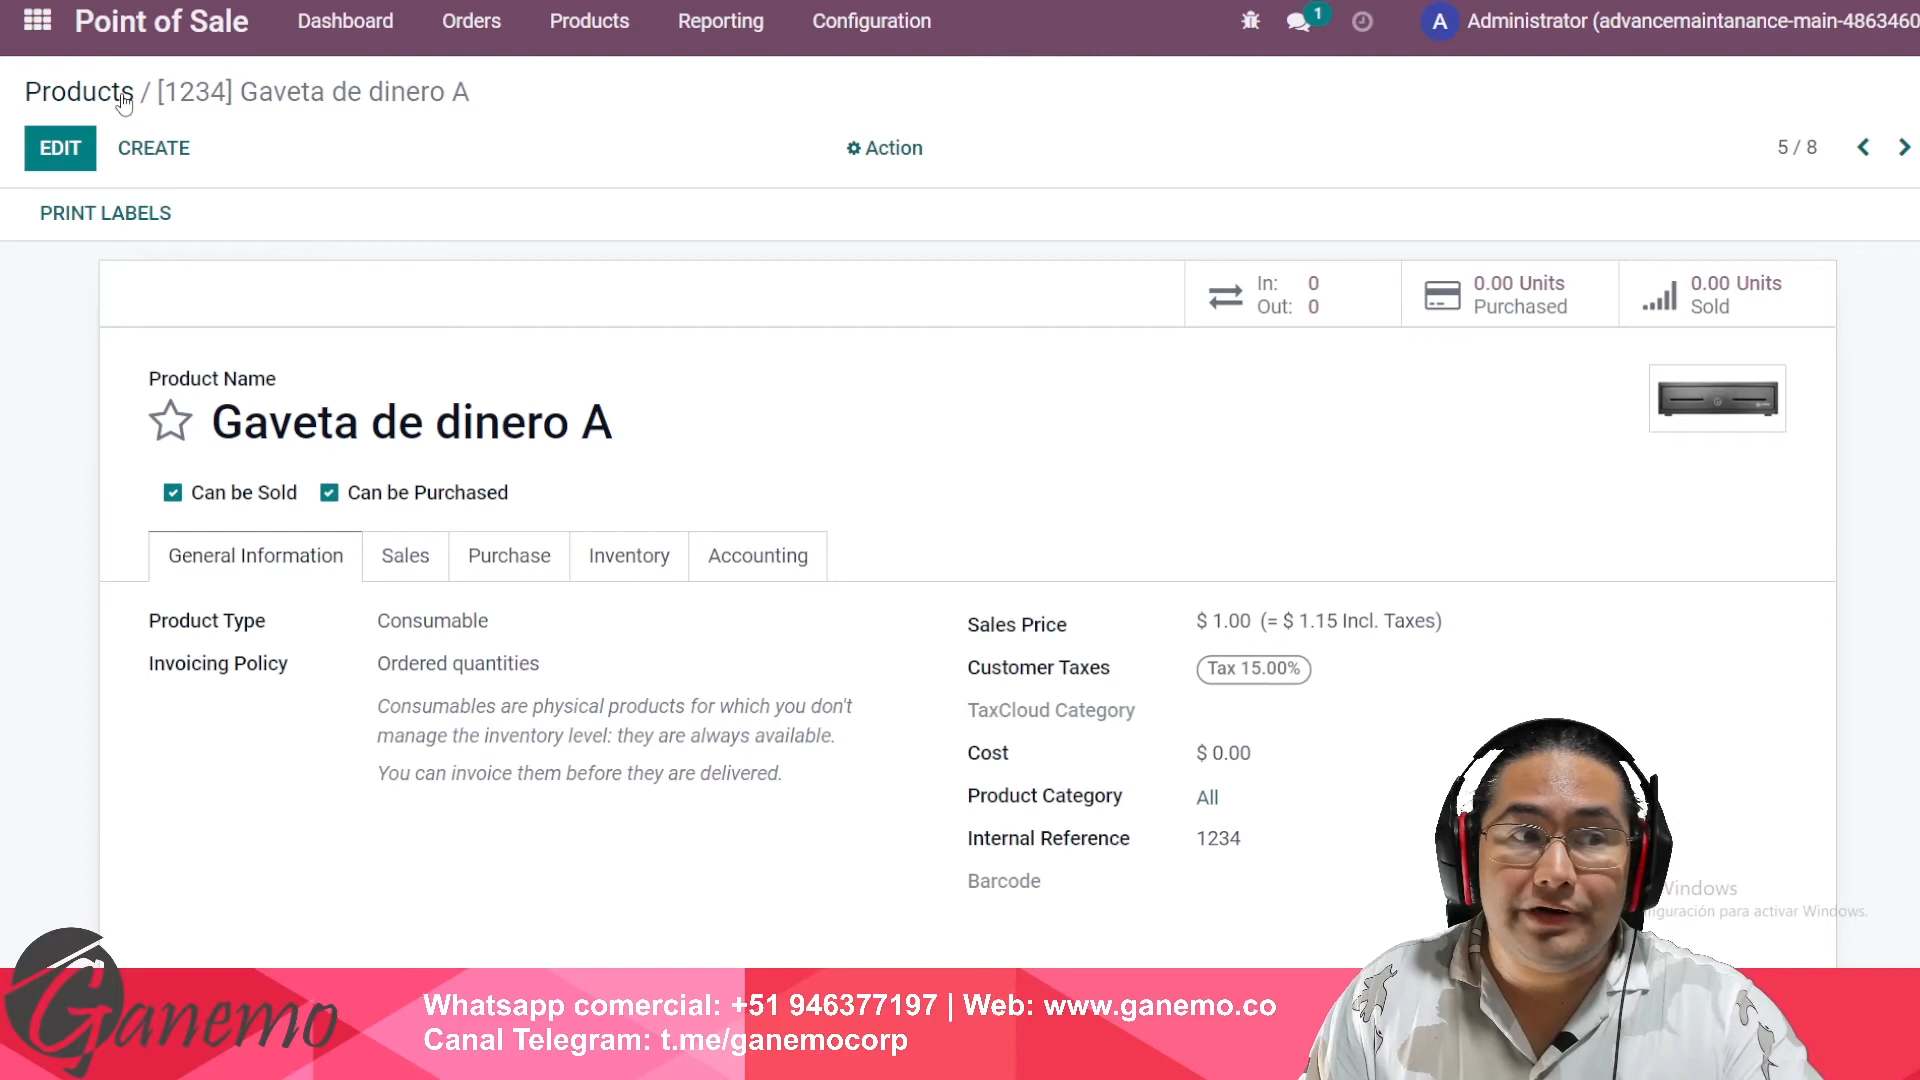 Point of Sale Dashboard Orders Products Reporting Configuration 1 A Administrator (advancemaintanance-main-4863460
Products / [1234] Gaveta de dinero A
EDIT CREATE Action 5 / 8
PRINT LABELS
In: 0
Out: 0
0.00 Units
Purchased
0.00 Units
Sold
Product Name
Gaveta de dinero A
Can be Sold Can be Purchased
General Information Sales Purchase Inventory Accounting
Product Type Consumable
Invoicing Policy Ordered quantities
Consumables are physical products for which you don't
manage the inventory level: they are always available.
You can invoice them before they are delivered.
Sales Price $ 1.00 (= $ 1.15 Incl. Taxes)
Customer Taxes Tax 15.00%
TaxCloud Category
Cost $ 0.00
Product Category All
Internal Reference 1234
Barcode
Windows
para activar Windows.
Ganemo
Whatsapp comercial: +51 946377197 | Web: www.ganemo.co
Canal Telegram: t.me/ganemocorp